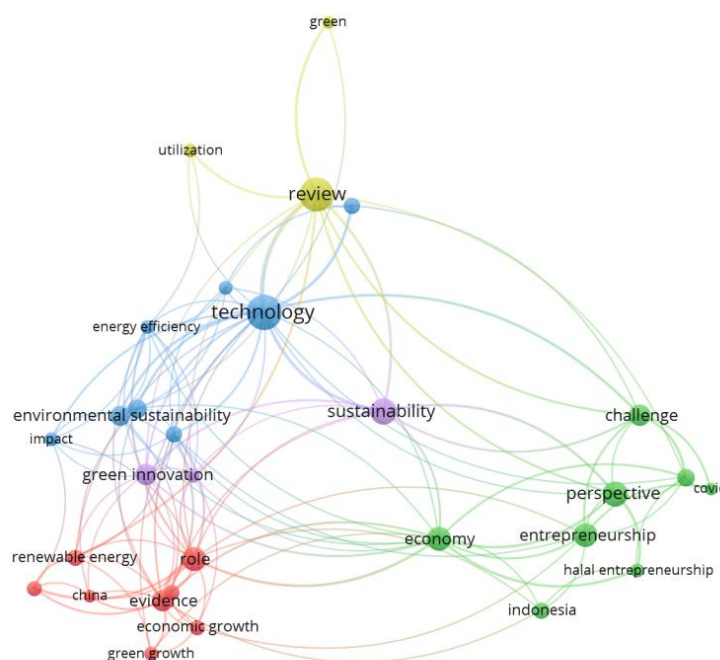 green
utilization
review
technology
energy efficiency
environmental sustainability
sustainability
challenge
impact
green innovation
perspective
covid
entrepreneurship
economy
renewable energy
role
halal entrepreneurship
china
evidence
indonesia
economic growth
green growth